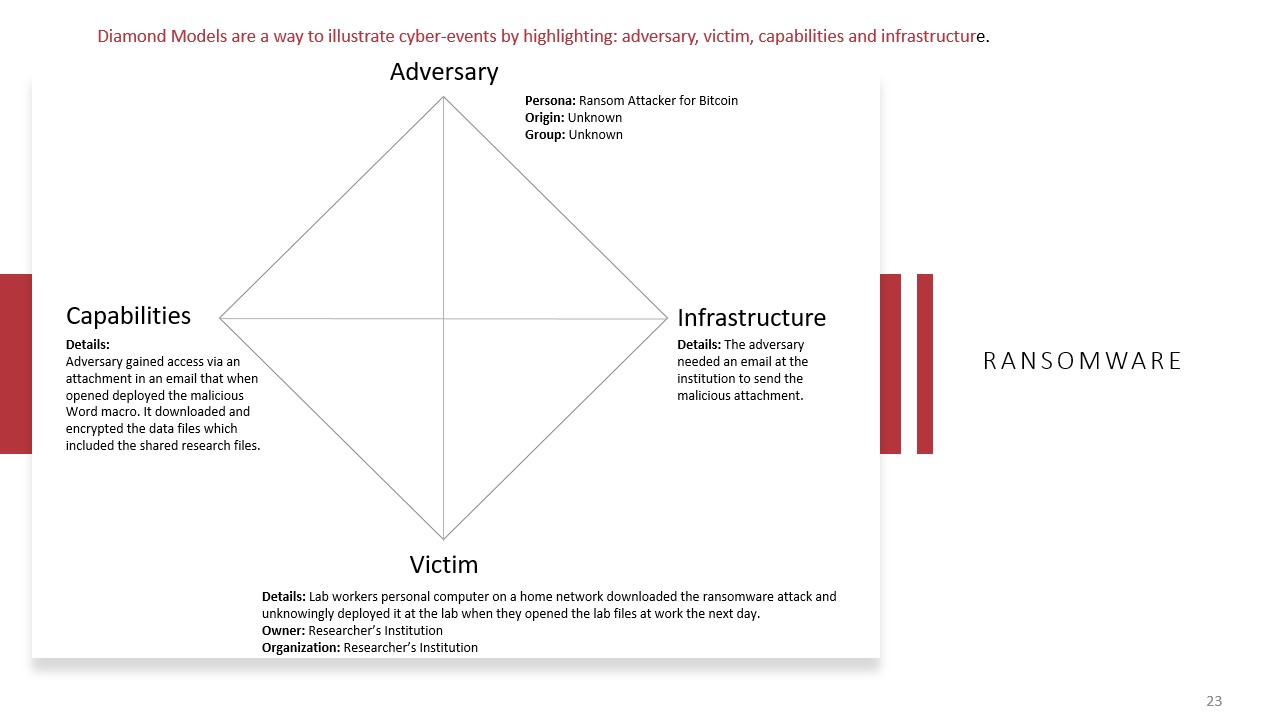 Diamond Models are a way to illustrate cyber-events by highlighting: adversary, victim, capabilities and infrastructure.
Adversary
Persona: Ransom Attacker for Bitcoin
Origin: Unknown
Group: Unknown
Capabilities
Details:
Adversary gained access via an
attachment in an email that when
opened deployed the malicious
Word macro. It downloaded and
encrypted the data files which
included the shared research files.
Infrastructure
Details: The adversary
needed an email at the
institution to send the
malicious attachment.
RANSOMWARE
Victim
Details: Lab workers personal computer on a home network downloaded the ransomware attack and
unknowingly deployed it at the lab when they opened the lab files at work the next day.
Owner: Researcher’s Institution
Organization: Researcher’s Institution
23